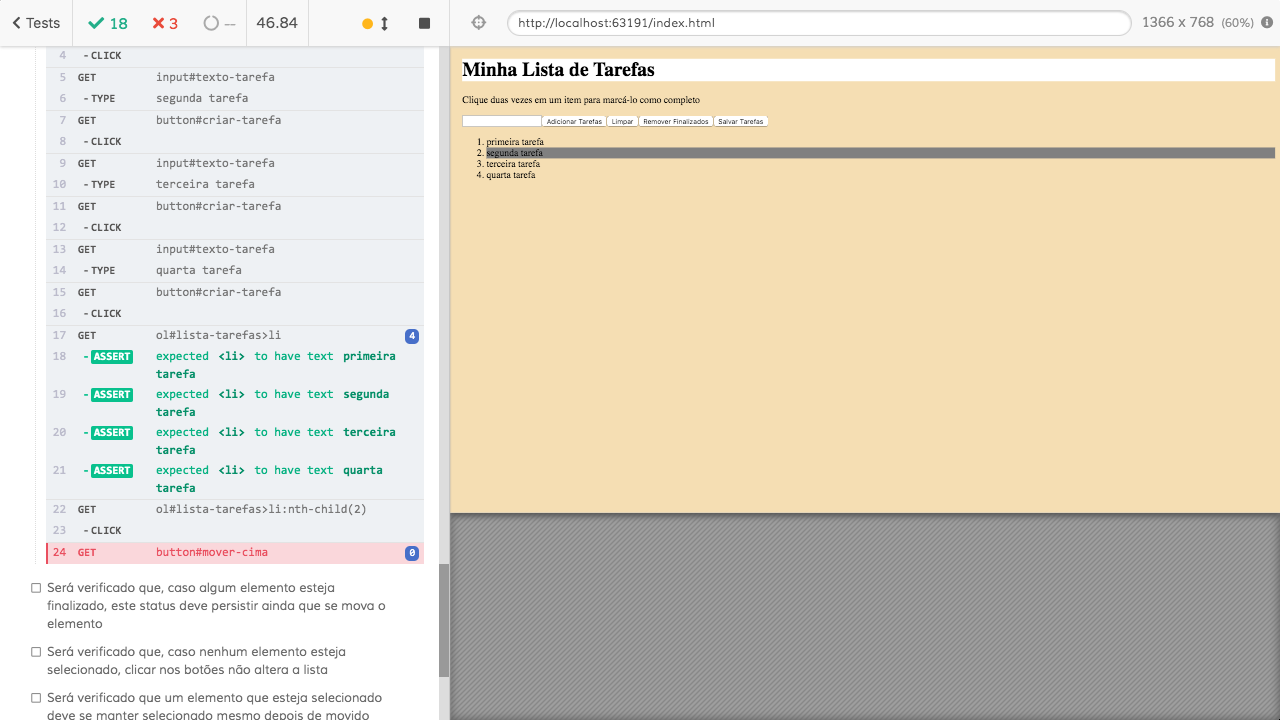 Tests 18 3 -- 46.84
http://localhost:63191/index.html 1366 x 768 (60%)
4 - CLICK
5 GET input#texto-tarefa
6 - TYPE segunda tarefa
7 GET button#criar-tarefa
8 - CLICK
9 GET input#texto-tarefa
10 - TYPE terceira tarefa
11 GET button#criar-tarefa
12 - CLICK
13 GET input#texto-tarefa
14 - TYPE quarta tarefa
15 GET button#criar-tarefa
16 - CLICK
17 GET ol#lista-tarefas>li 4
18 - ASSERT expected <li> to have text primeira
tarefa
19 - ASSERT expected <li> to have text segunda
tarefa
20 - ASSERT expected <li> to have text terceira
tarefa
21 - ASSERT expected <li> to have text quarta
tarefa
22 GET ol#lista-tarefas>li:nth-child(2)
23 - CLICK
24 GET button#mover-cima 0
Será verificado que, caso algum elemento esteja
finalizado, este status deve persistir ainda que se mova o
elemento
Será verificado que, caso nenhum elemento esteja
selecionado, clicar nos botões não altera a lista
Será verificado que um elemento que esteja selecionado
deve se manter selecionado mesmo depois de movido
Minha Lista de Tarefas
Clique duas vezes em um item para marcá-lo como completo
Adicionar Tarefas Limpar Remover Finalizados Salvar Tarefas
1. primeira tarefa
2. segunda tarefa
3. terceira tarefa
4. quarta tarefa